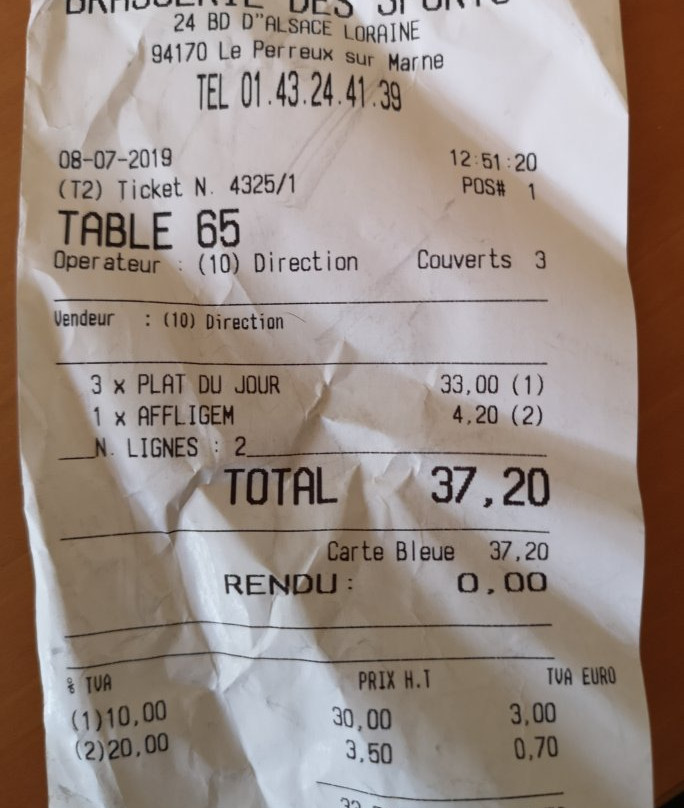 BRASSERIE DES SPORTS
24 BD D"ALSACE LORAINE
94170 Le Perreux sur Marne
TEL 01.43.24.41.39
08-07-2019 12:51:20
(T2) Ticket N. 4325/1 POS# 1
TABLE 65
Operateur : (10) Direction Couverts 3
Vendeur : (10) Direction
3 x PLAT DU JOUR 33,00 (1)
1 x AFFLIGEM 4,20 (2)
N. LIGNES : 2
TOTAL 37,20
Carte Bleue 37,20
RENDU : 0,00
% TVA PRIX H.T TVA EURO
(1)10,00 30,00 3,00
(2)20,00 3,50 0,70